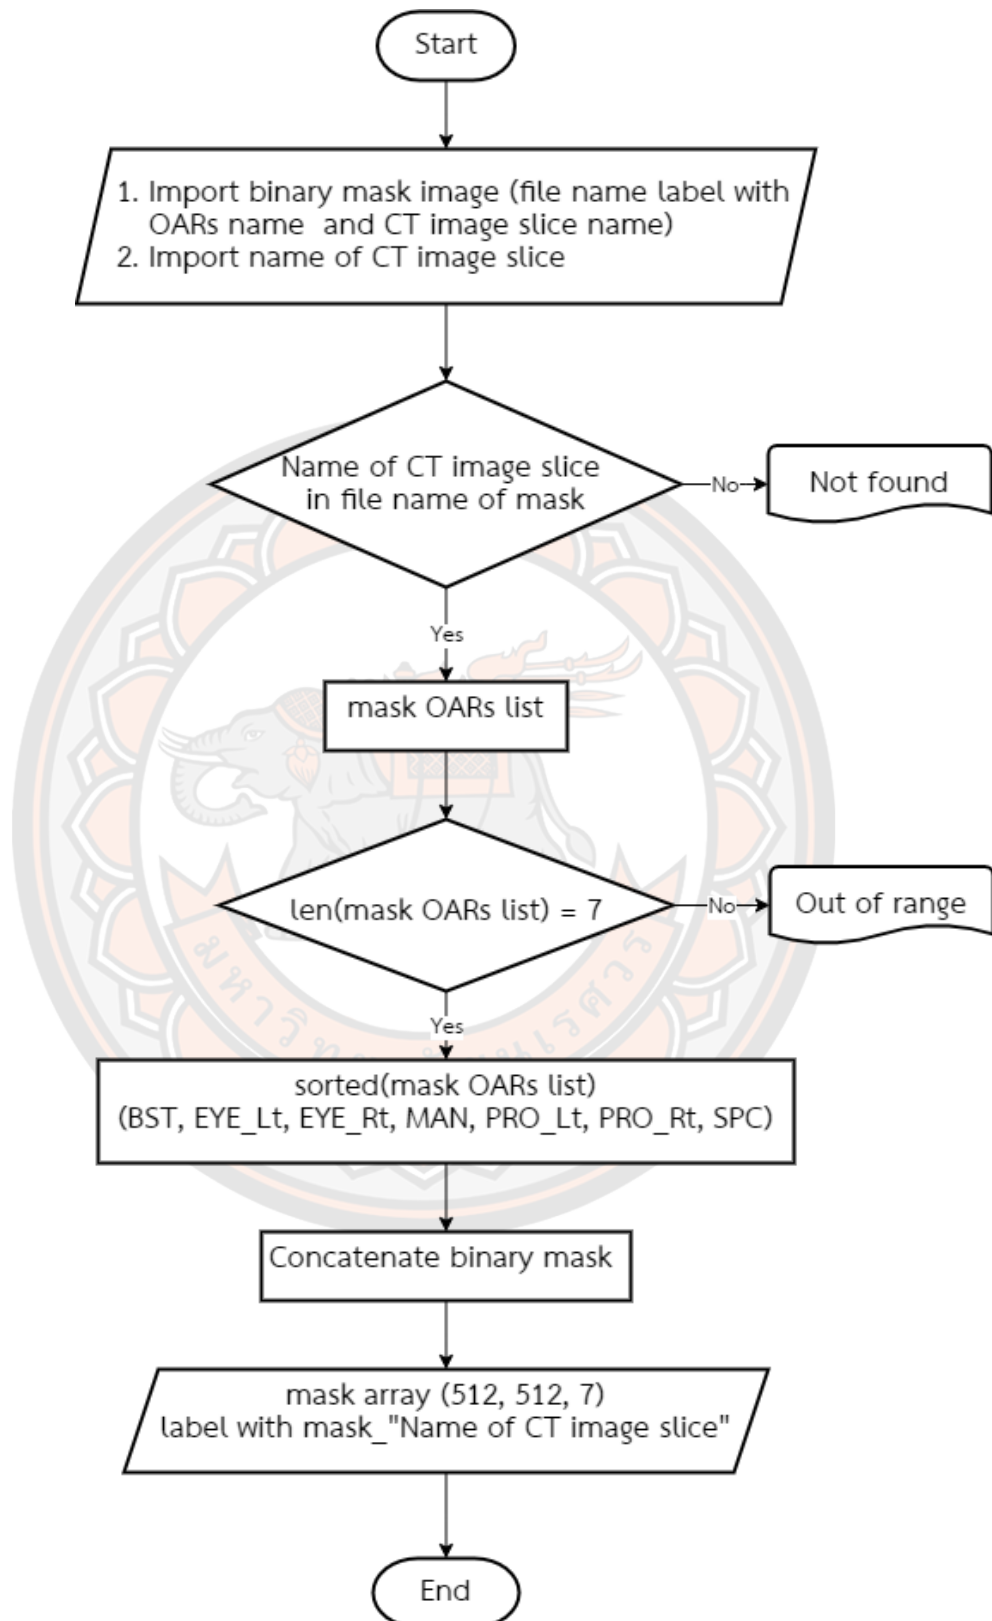 Start
1. Import binary mask image (file name label with
OARs name and CT image slice name)
2. Import name of CT image slice
Name of CT image slice
in file name of mask
No
Not found
Yes
mask OARs list
len(mask OARs list) = 7
No
Out of range
Yes
sorted(mask OARs list)
(BST, EYE_Lt, EYE_Rt, MAN, PRO_Lt, PRO_Rt, SPC)
Concatenate binary mask
mask array (512, 512, 7)
label with mask_"Name of CT image slice"
End